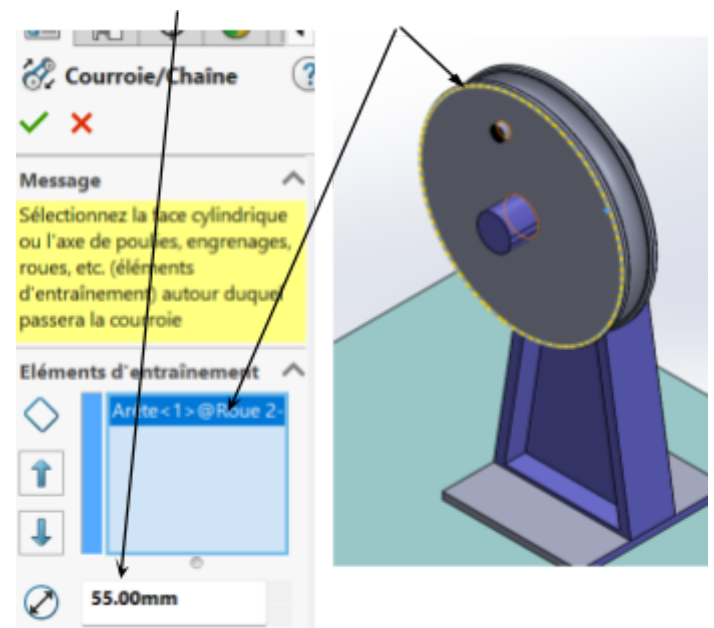 Courroie/Chaîne
?
Message
Sélectionnez la face cylindrique
ou l'axe de poulies, engrenages,
roues, etc. (éléments
d'entraînement) autour duquel
passera la courroie
Eléments d'entraînement
Arête<1>@Roue 2-
55.00mm